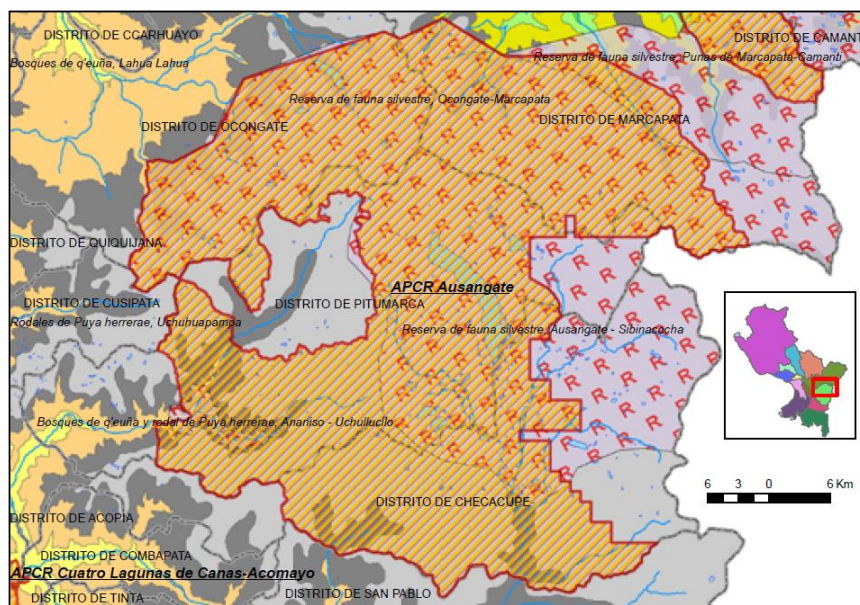 DISTRITO DE CCARHUAYO
DISTRITO DE CAMANTI
Bosques de q'euña, Lahua Lahua
Reserva de fauna silvestre, Punas de Marcapata-Camanti
Reserva de fauna silvestre, Ocongate-Marcapata
DISTRITO DE OCONGATE
DISTRITO DE MARCAPATA
DISTRITO DE QUIQUIJANA
APCR Ausangate
DISTRITO DE CUSIPATA
DISTRITO DE PITUMARCA
Rodales de Puya herrerae, Uchuhuapampa
Reserva de fauna silvestre, Ausangate - Sibinacocha
Bosques de q'euña y rodal de Puya herrerae, Ananiso - Uchullucllo
6 3 0 6 Km
DISTRITO DE CHECACUPE
DISTRITO DE ACOPIA
DISTRITO DE COMBAPATA
APCR Cuatro Lagunas de Canas-Acomayo
DISTRITO DE SAN PABLO
DISTRITO DE TINTA